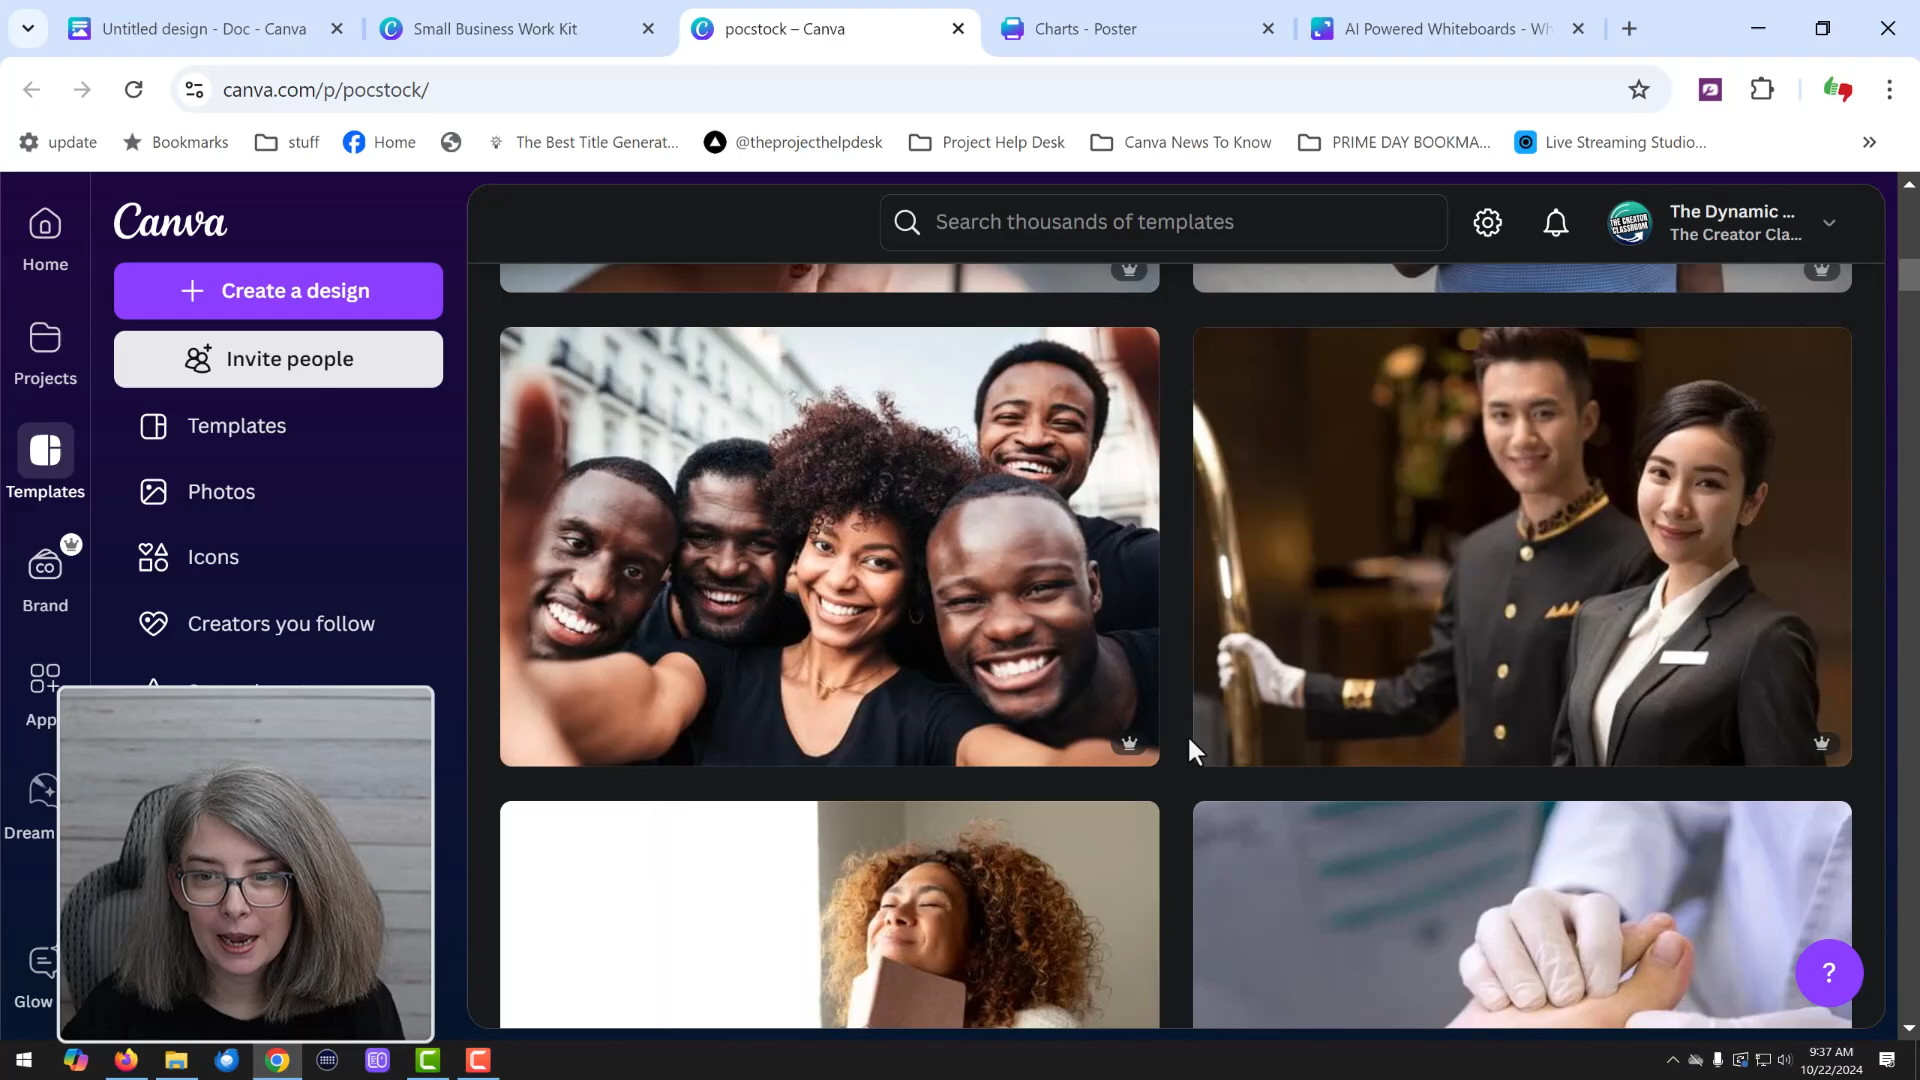 Untitled design - Doc - Canva
Small Business Work Kit
pocstock – Canva
Charts - Poster
AI Powered Whiteboards - Wh
canva.com/p/pocstock/
update
Bookmarks
stuff
Home
The Best Title Generat...
@theprojecthelpdesk
Project Help Desk
Canva News To Know
PRIME DAY BOOKMA...
Live Streaming Studio...
Canva
Search thousands of templates
The Dynamic ...
The Creator Cla...
THE CREATOR
CLASSROOM
Home
Create a design
Invite people
Projects
Templates
Photos
Templates
Icons
Brand
Creators you follow
App
Dream
Glow
?
9:37 AM
10/22/2024